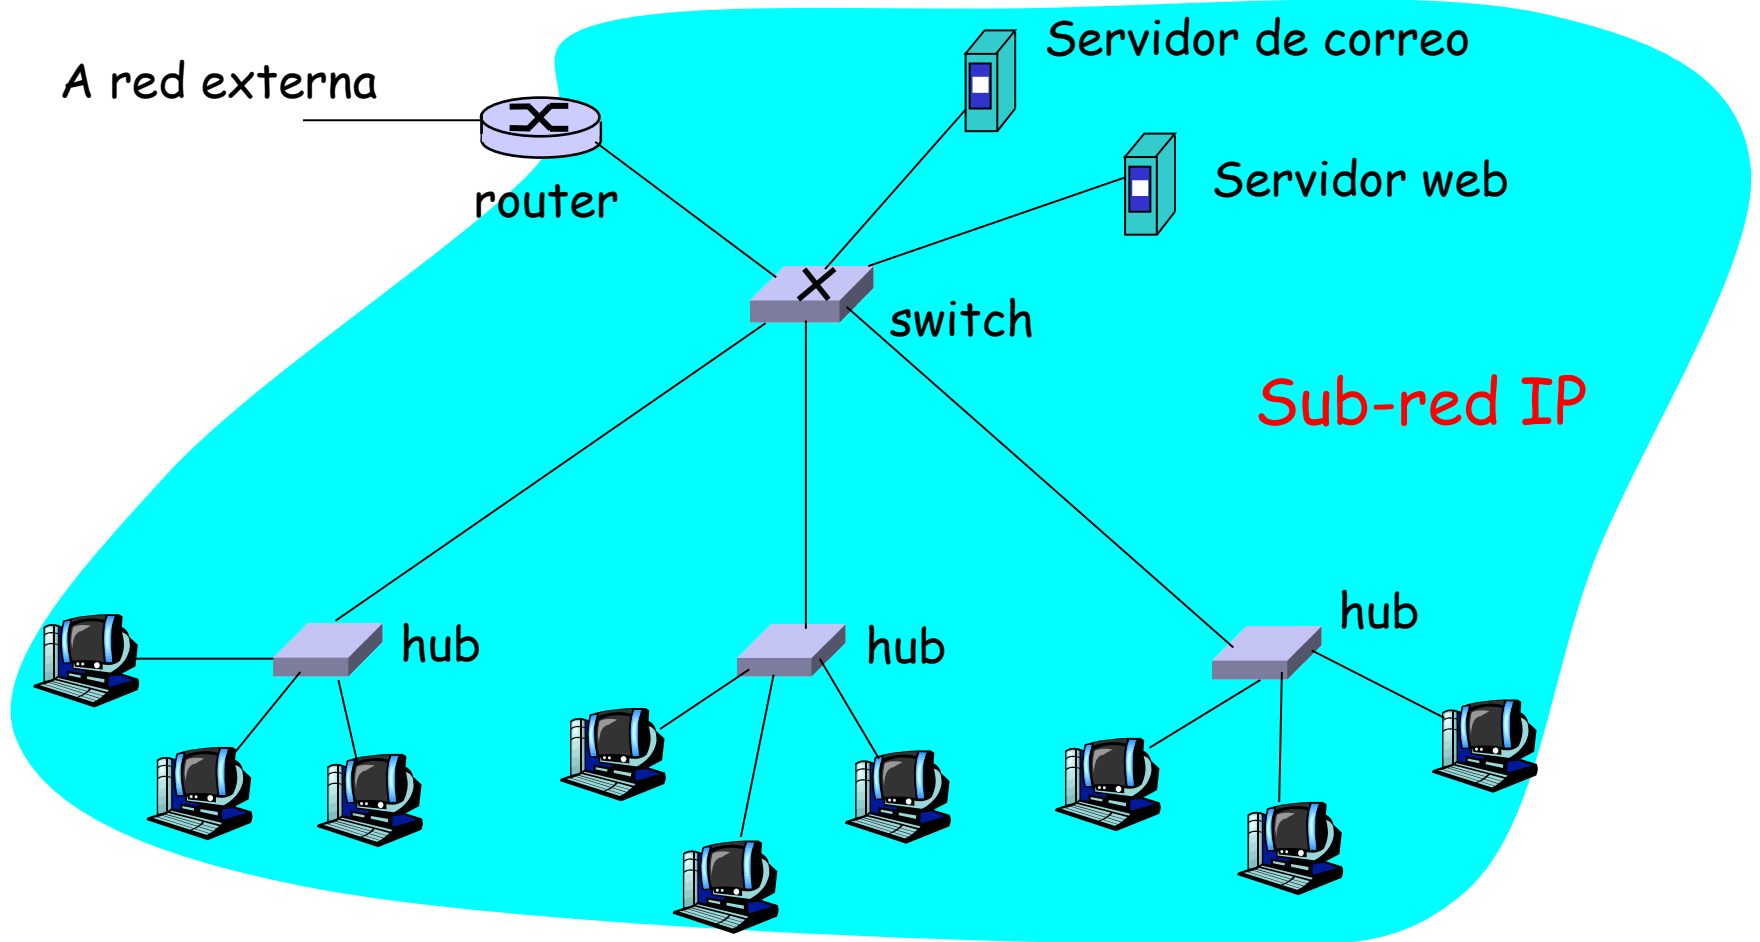 Servidor de correo
A red externa
Servidor web
router
switch
Sub-red IP
hub
hub
hub